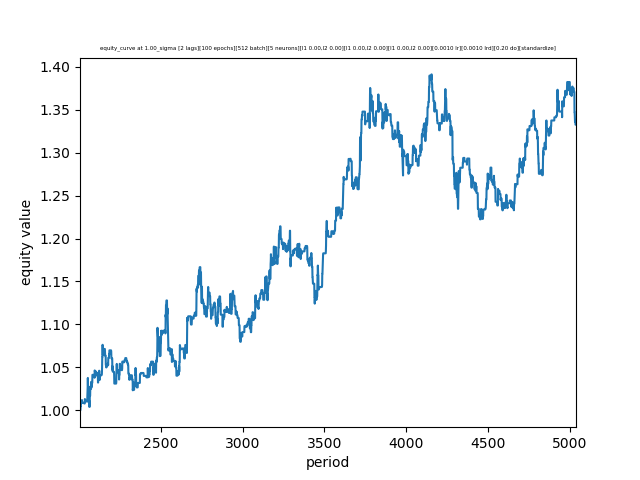 equity_curve at 1.00_sigma [2 lags][100 epochs][512 batch][5 neurons][l1 0.00,l2 0.00][l1 0.00,l2 0.00][l1 0.00,l2 0.00][0.0010 lr][0.0010 lrd][0.20 do][standardize]
1.40
1.35
1.30
1.25
1.20
1.15
1.10
1.05
1.00
equity value
2500 3000 3500 4000 4500 5000
period